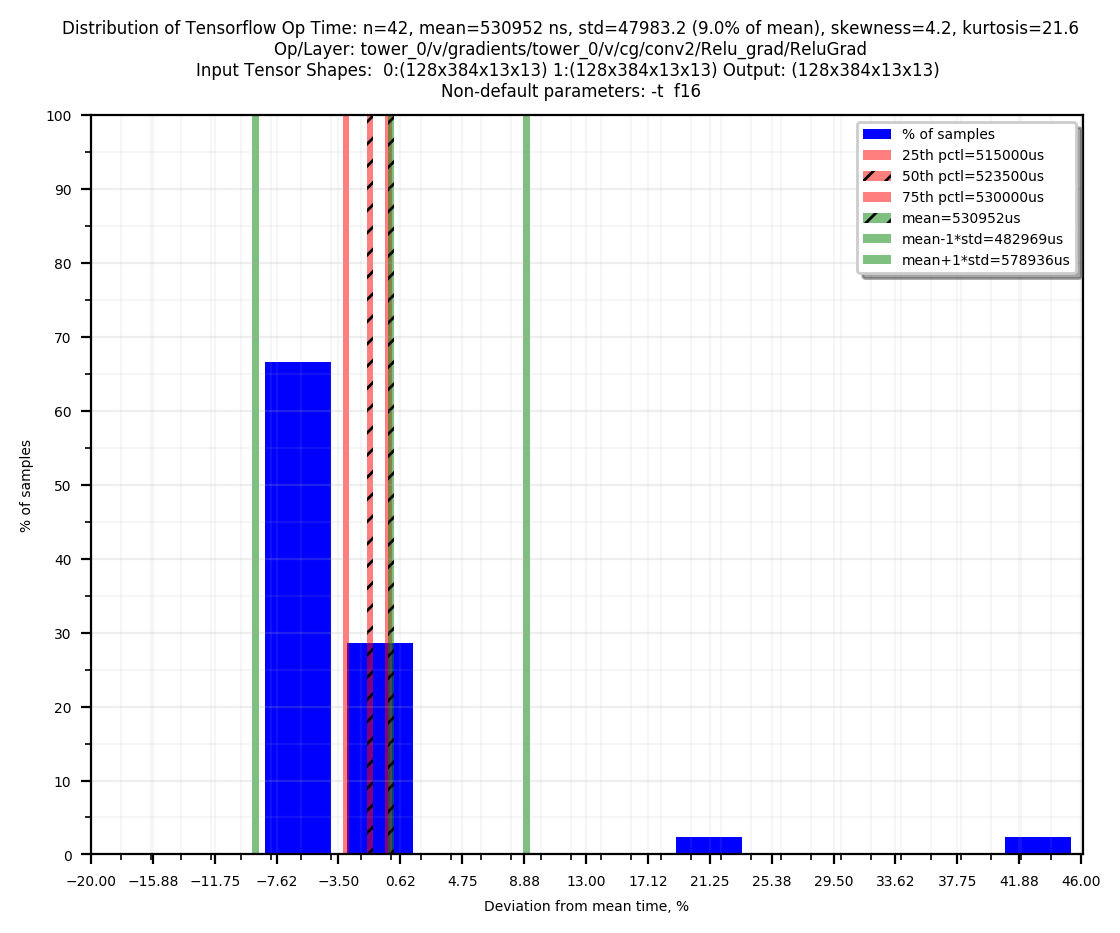 Distribution of Tensorflow Op Time: n=42, mean=530952 ns, std=47983.2 (9.0% of mean), skewness=4.2, kurtosis=21.6
Op/Layer: tower_0/v/gradients/tower_0/v/cg/conv2/Relu_grad/ReluGrad
Input Tensor Shapes:  0:(128x384x13x13) 1:(128x384x13x13) Output: (128x384x13x13)
Non-default parameters: -t  f16
% of samples
25th pctl=515000us
50th pctl=523500us
75th pctl=530000us
mean=530952us
mean-1*std=482969us
mean+1*std=578936us
100
90
80
70
60
50
40
30
20
10
0
% of samples
−20.00 −15.88 −11.75 −7.62 −3.50 0.62 4.75 8.88 13.00 17.12 21.25 25.38 29.50 33.62 37.75 41.88 46.00
Deviation from mean time, %